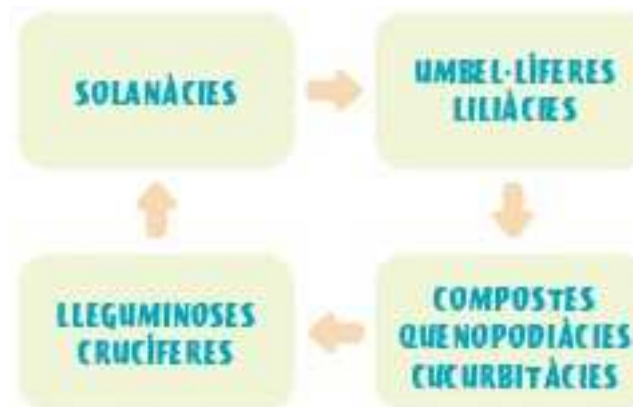 SOLANÀCIES
UMBEL·LÍFERES
LILIÀCIES
LLEGUMINOSES
CRUCÍFERES
COMPOSTES
QUENOPODIÀCIES
CUCURBITÀCIES